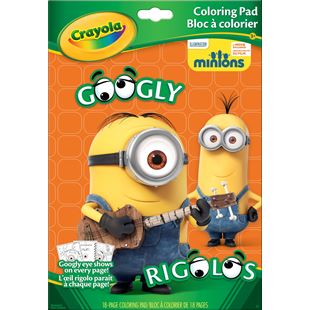 Crayola
Coloring Pad
Bloc à colorier
minions
GOOGLY
Googly eye shows
on every page!
L'œil rigolo paraît
à chaque page!
RIGOLOS
18-PAGE COLORING PAD/BLOC À COLORIER DE 18 PAGES